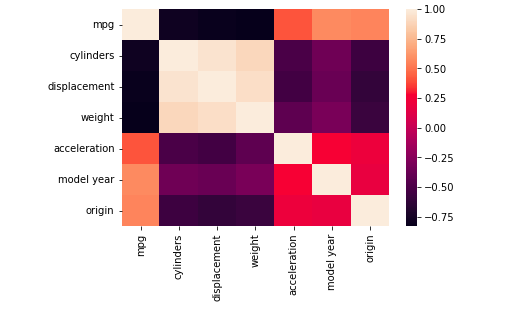 mpg
cylinders
displacement
weight
acceleration
model year
origin
mpg
cylinders
displacement
weight
acceleration
model year
origin
1.00
0.75
0.50
0.25
0.00
−0.25
−0.50
−0.75